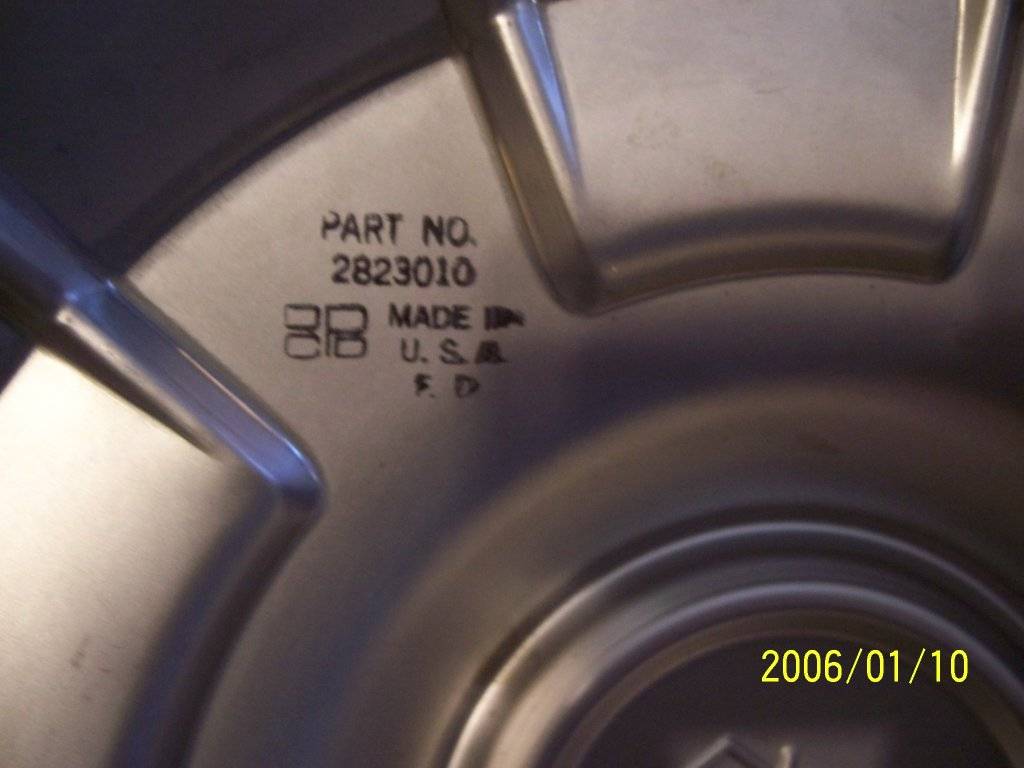 PART NO.
2823010
MADE IN
U.S.A
F. D
2006/01/10